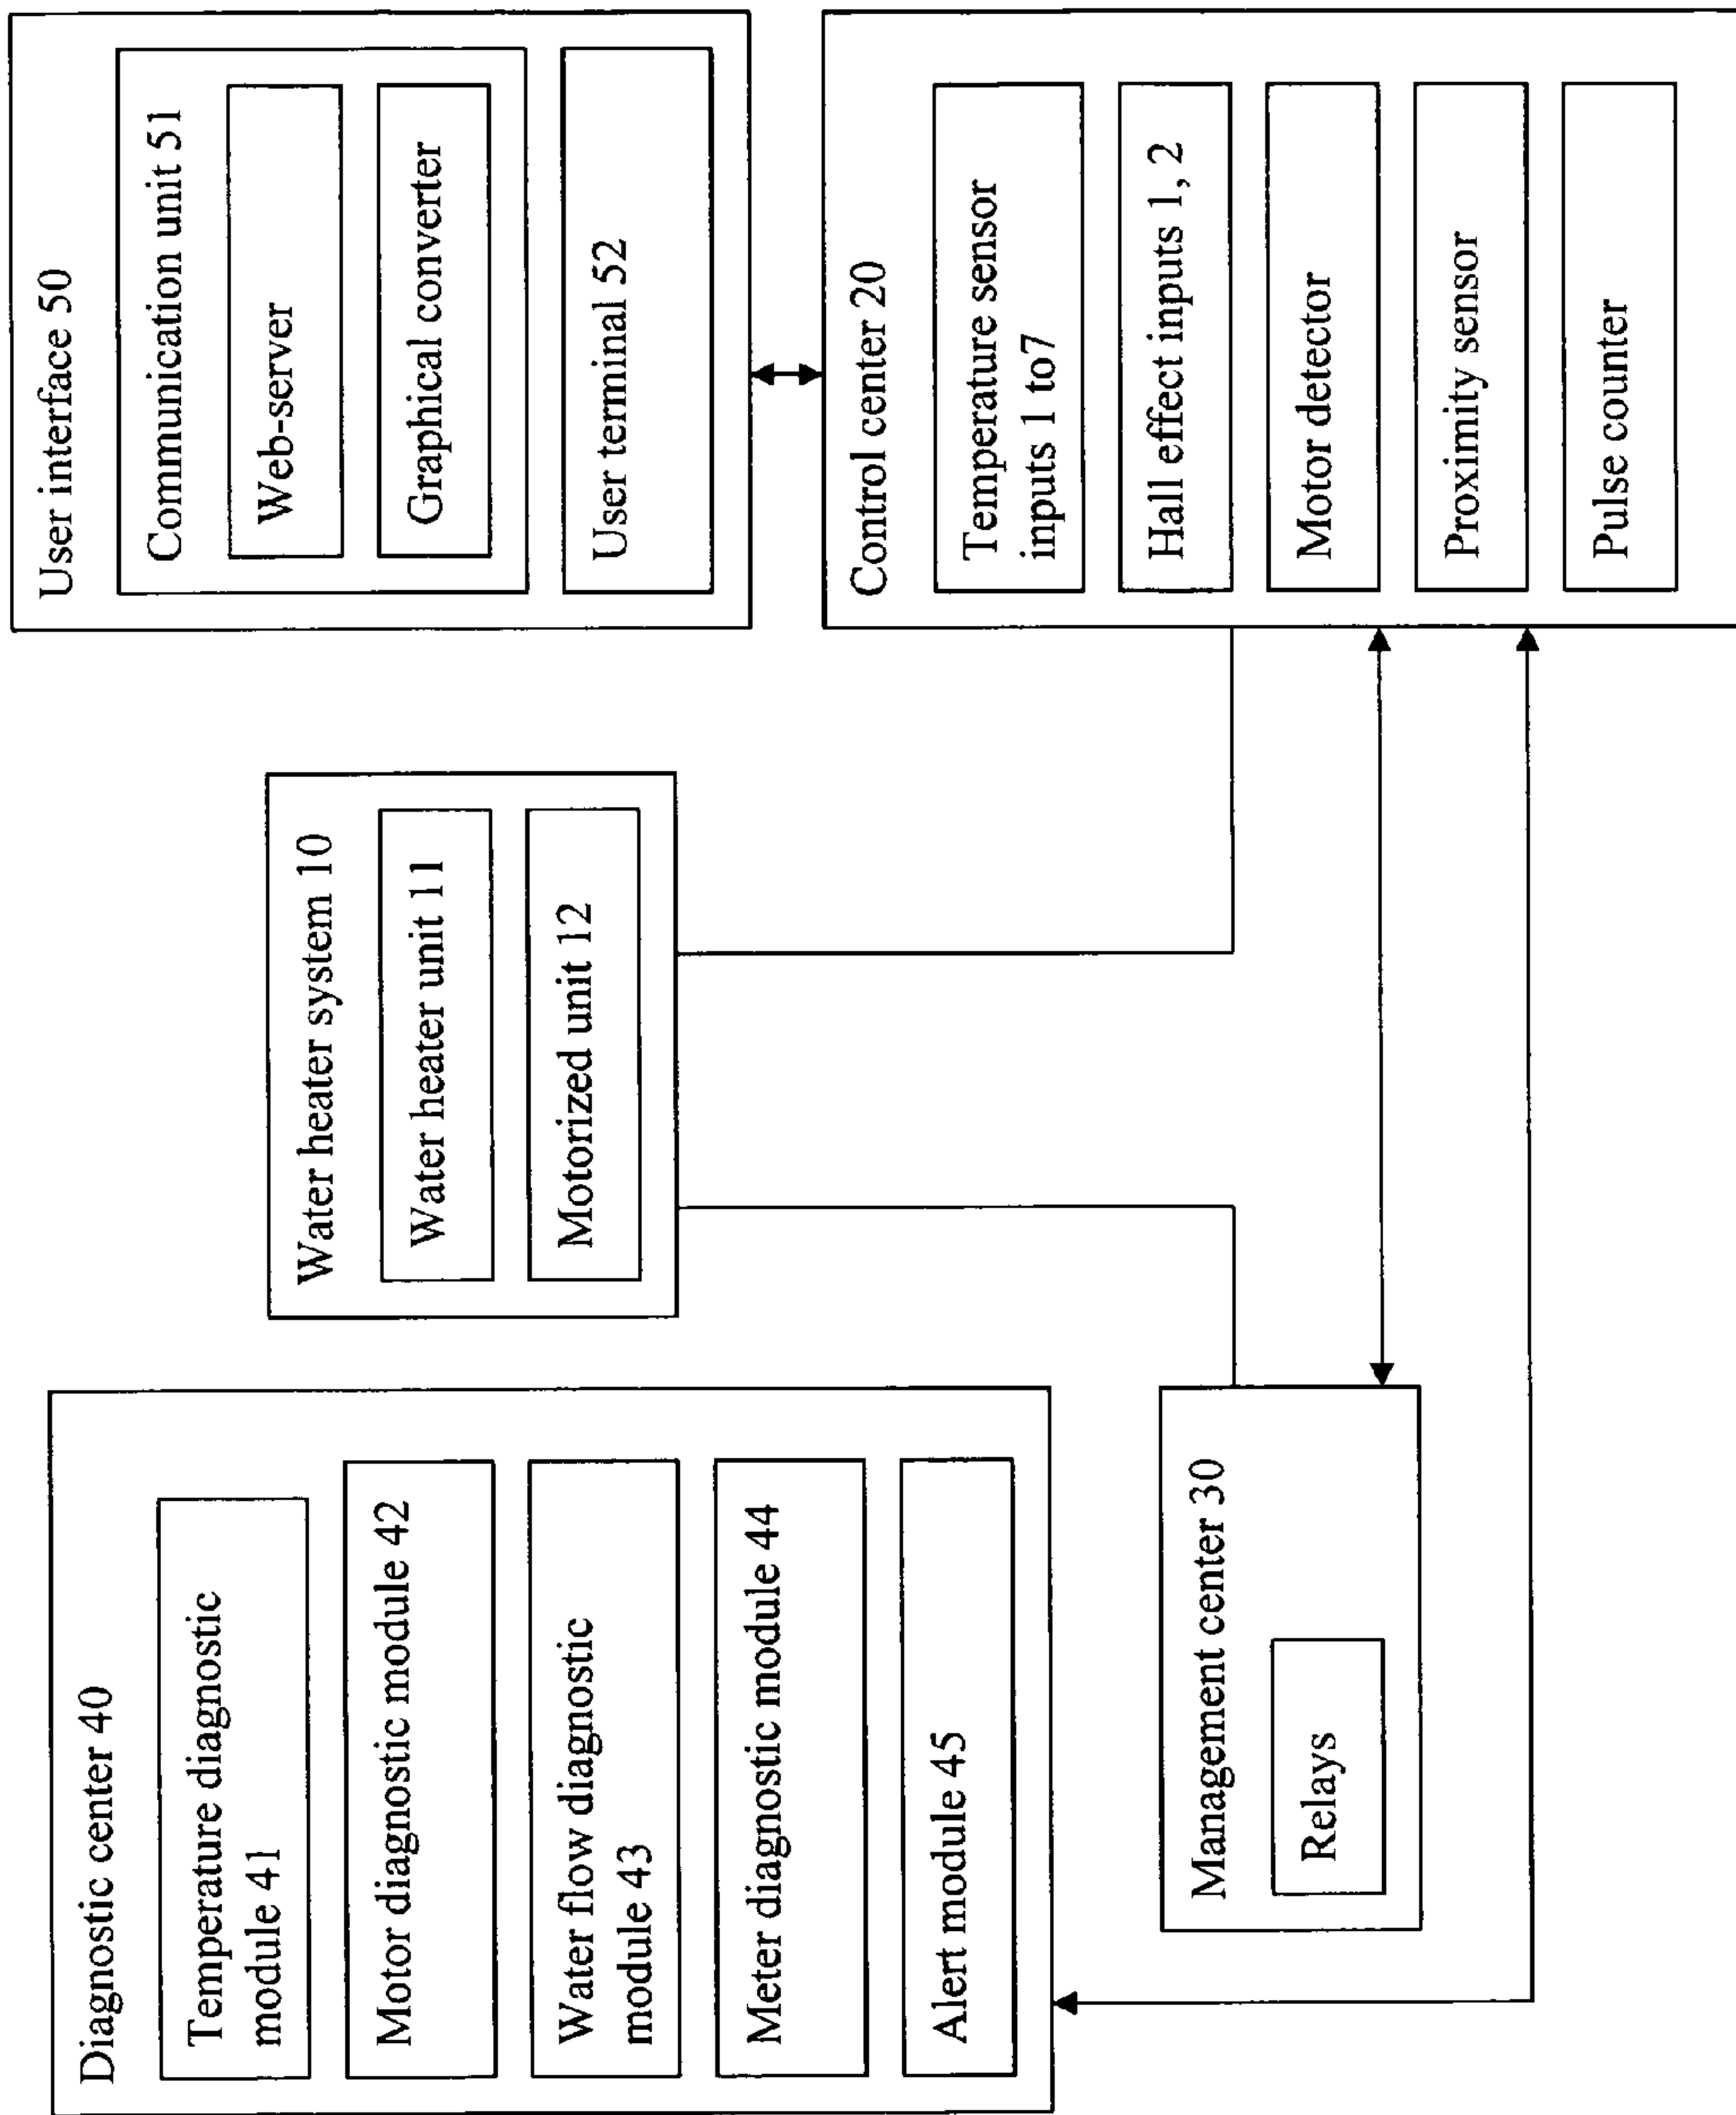 Diagnostic center 40
Temperature diagnostic
module 41
Motor diagnostic module 42
Water flow diagnostic
module 43
Meter diagnostic module 44
Alert module 45
Management center 30
Relays
Water heater system 10
Water heater unit 11
Motorized unit 12
User interface 50
Communication unit 51
Web-server
Graphical converter
User terminal 52
Control center 20
Temperature sensor
inputs 1 to7
Hall effect inputs 1, 2
Motor detector
Proximity sensor
Pulse counter